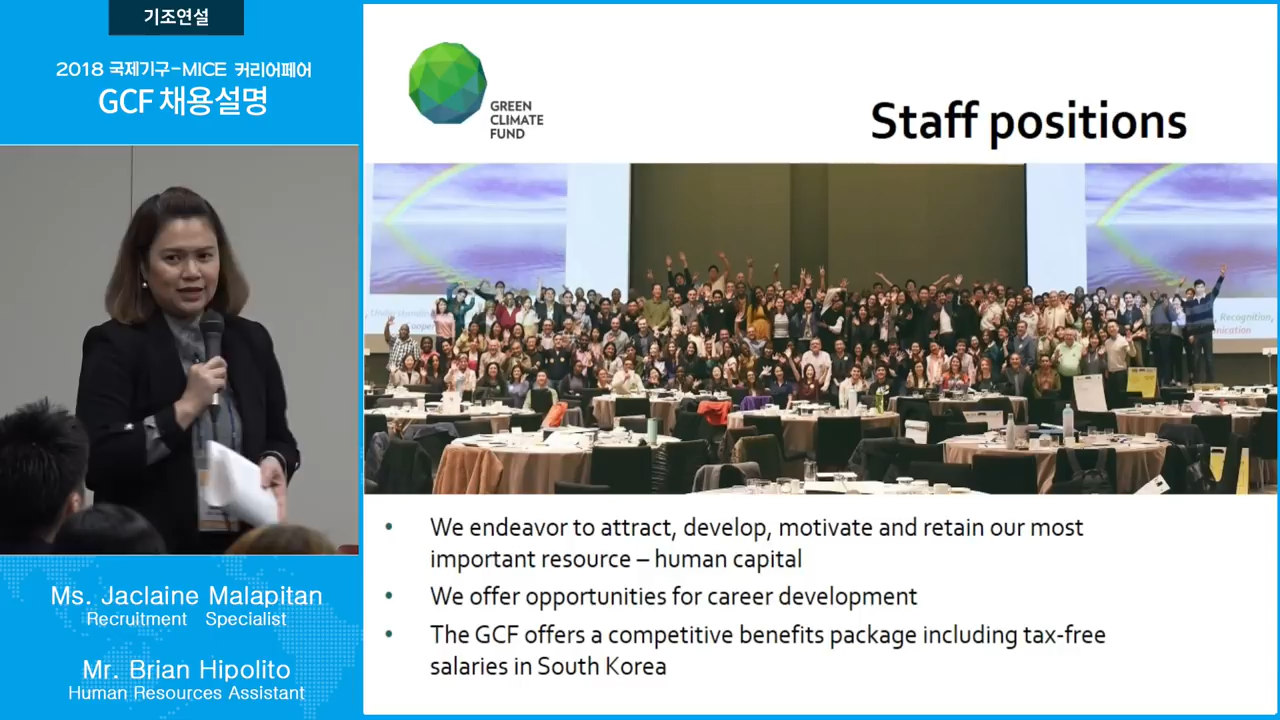 기조연설
2018 국제기구-MICE 커리어페어
GCF 채용설명
Ms. Jaclaine Malapitan
Recruitment Specialist
Mr. Brian Hipolito
Human Resources Assistant
GREEN
CLIMATE
FUND
Staff positions
Recognition,
• We endeavor to attract, develop, motivate and retain our most
important resource – human capital
• We offer opportunities for career development
• The GCF offers a competitive benefits package including tax-free
salaries in South Korea